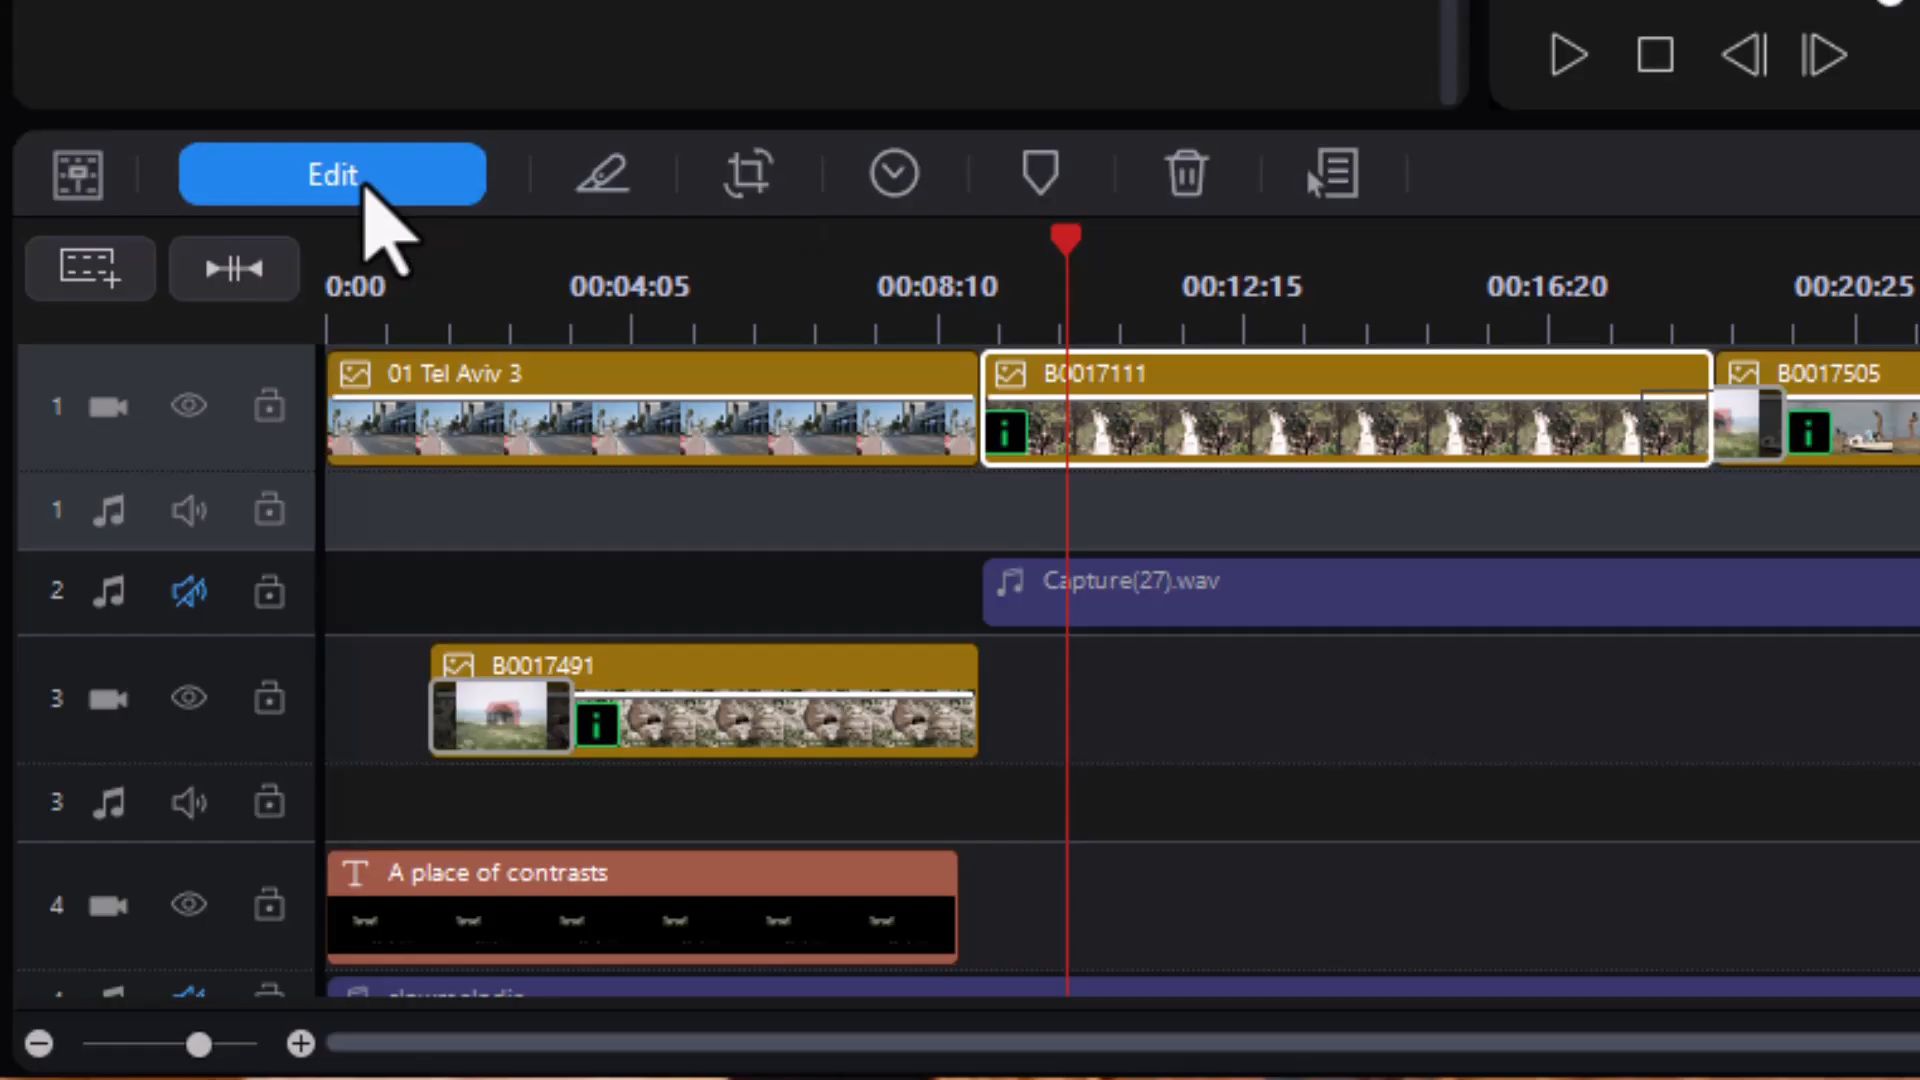 Edit
0:00 00:04:05 00:08:10 00:12:15 00:16:20 00:20:25
1 01 Tel Aviv 3 B0017111 B0017505
i i
1
2 Capture(27).wav
3 B0017491
i
3
4 A place of contrasts